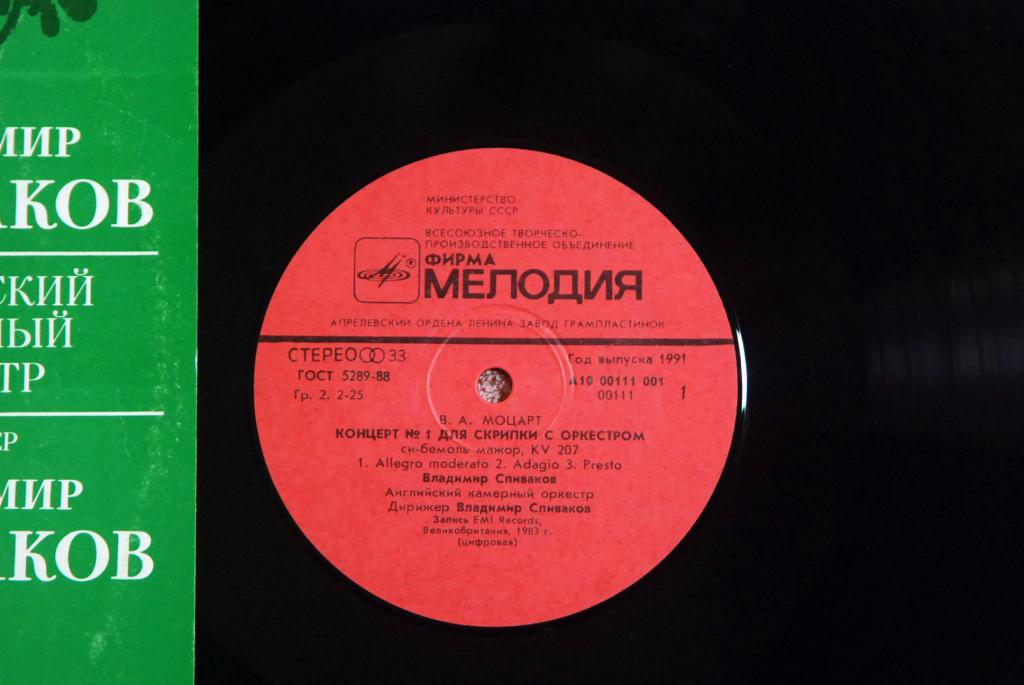 МИР
АКОВ
СКИЙ
НЫЙ
ТР
ЕР
МИР
АКОВ
МИНИСТЕРСТВО
КУЛЬТУРЫ СССР
ВСЕСОЮЗНОЕ ТВОРЧЕСКО-
ПРОИЗВОДСТВЕННОЕ ОБЪЕДИНЕНИЕ
ФИРМА
® МЕЛОДИЯ
АПРЕЛЕВСКИЙ ОРДЕНА ЛЕНИНА ЗАВОД ГРАМПЛАСТИНОК
СТЕРЕО 33
ГОСТ 5289-88
Гр. 2. 2-25
Год выпуска 1991
А10 00111 001
00111 1
В. А. МОЦАРТ
КОНЦЕРТ № 1 ДЛЯ СКРИПКИ С ОРКЕСТРОМ
си-бемоль мажор, KV 207
1. Allegro moderato 2. Adagio 3. Presto
Владимир Спиваков
Английский камерный оркестр
Дирижер Владимир Спиваков
Запись EMI Records,
Великобритания, 1983 г.
(цифровая)